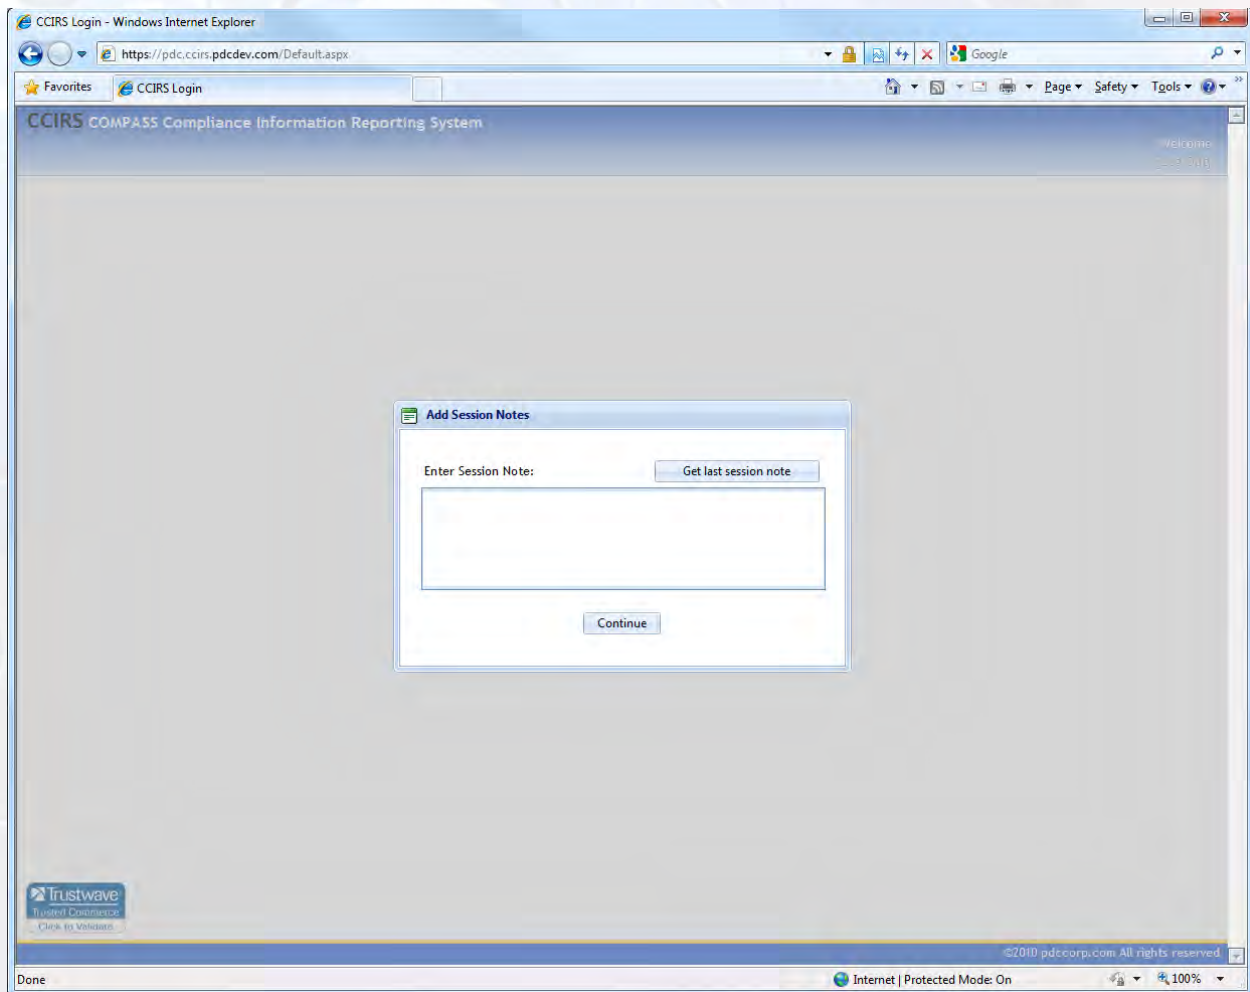 CCIRS Login - Windows Internet Explorer
https://pdc.ccirs.pdcdev.com/Default.aspx
Google
Favorites
CCIRS Login
Page
Safety
Tools
CCIRS COMPASS Compliance Information Reporting System
Welcome
Add Session Notes
Enter Session Note:
Get last session note
Continue
Trustwave
Trusted Commerce
Click to Validate
©2010 pdccorp.com All rights reserved
Done
Internet | Protected Mode: On
100%